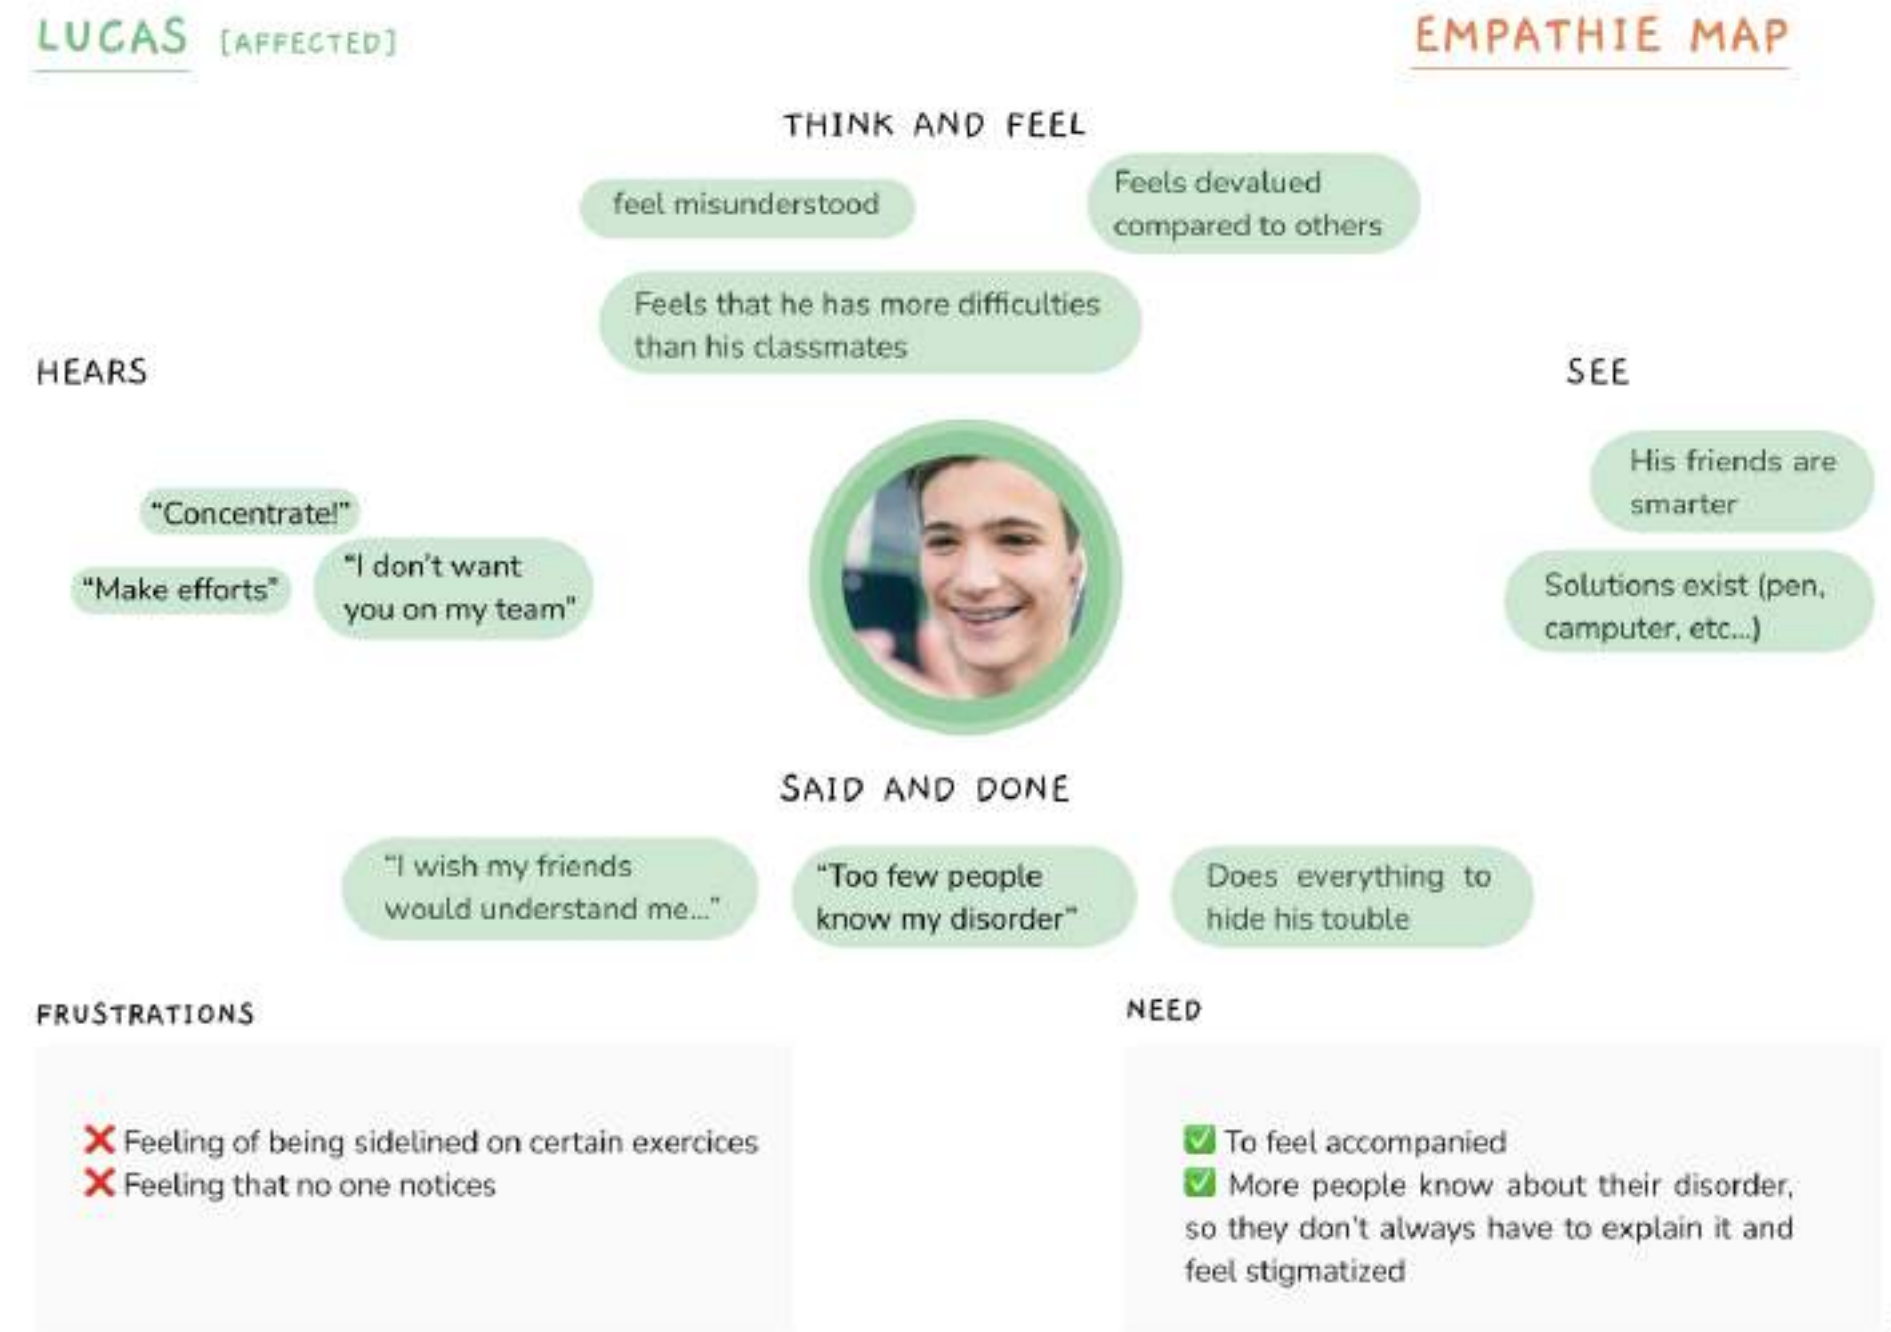 LUCAS [AFFECTED]
EMPATHIE MAP
THINK AND FEEL
feel misunderstood
Feels devalued
compared to others
Feels that he has more difficulties
than his classmates
HEARS
“Concentrate!”
“Make efforts”
“I don't want
you on my team”
SEE
His friends are
smarter
Solutions exist (pen,
camputer, etc...)
SAID AND DONE
“I wish my friends
would understand me...”
“Too few people
know my disorder”
Does everything to
hide his touble
FRUSTRATIONS
❌ Feeling of being sidelined on certain exercices
❌ Feeling that no one notices
NEED
✅ To feel accompanied
✅ More people know about their disorder,
so they don't always have to explain it and
feel stigmatized